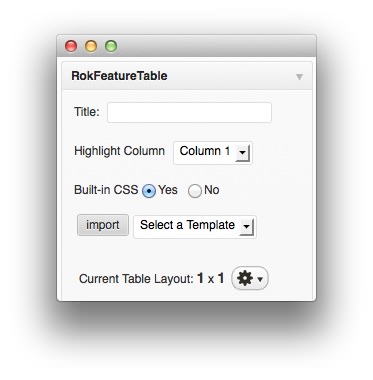 RokFeatureTable
Title:
Highlight Column Column 1
Built-in CSS Yes No
import Select a Template
Current Table Layout: 1 x 1